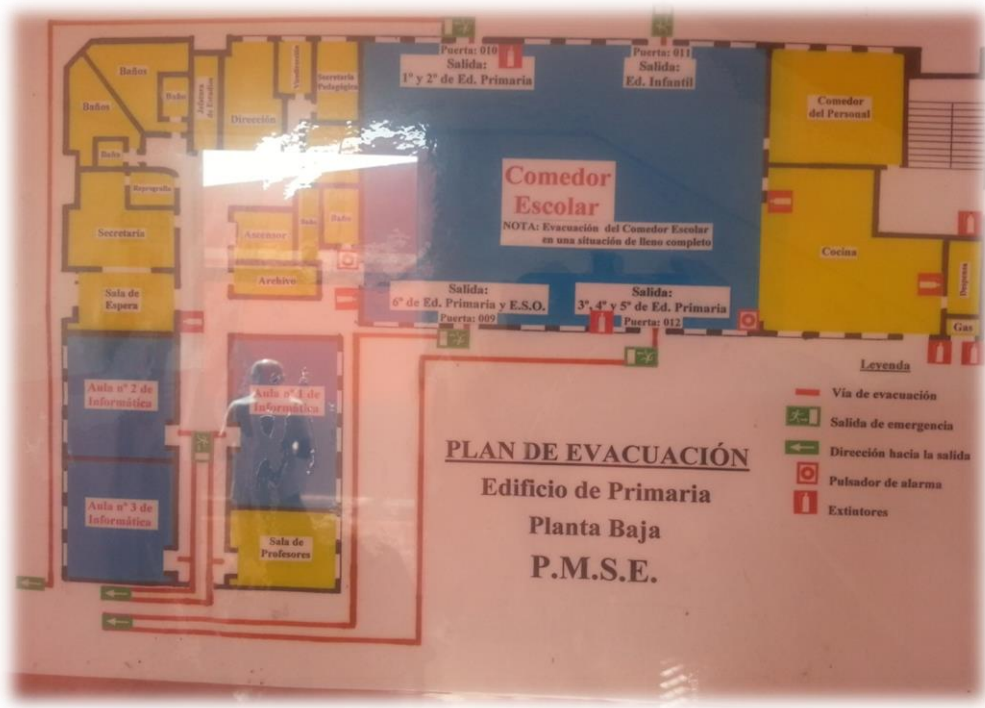 Puerta: 010
Salida:
1º y 2º de Ed. Primaria
Puerta: 011
Salida:
Ed. Infantil
Baños
Baño
Baños
Baño
Jefatura
de Estudios
Dirección
Secretaria
Pedagógica
Comedor
del Personal
Comedor
Escolar
NOTA: Evacuación del Comedor Escolar
en una situación de lleno completo
Reprografía
Secretaría
Ascensor
Baño
Baño
Archivo
Cocina
Despensa
Gas
Sala de
Espera
Salida:
6º de Ed. Primaria y E.S.O.
Puerta: 009
Salida:
3º, 4º y 5º de Ed. Primaria
Puerta: 012
Aula nº 2 de
Informática
Aula nº 1 de
Informática
Aula nº 3 de
Informática
Sala de
Profesores
PLAN DE EVACUACIÓN
Edificio de Primaria
Planta Baja
P.M.S.E.
Leyenda
Vía de evacuación
Salida de emergencia
Dirección hacia la salida
Pulsador de alarma
Extintores